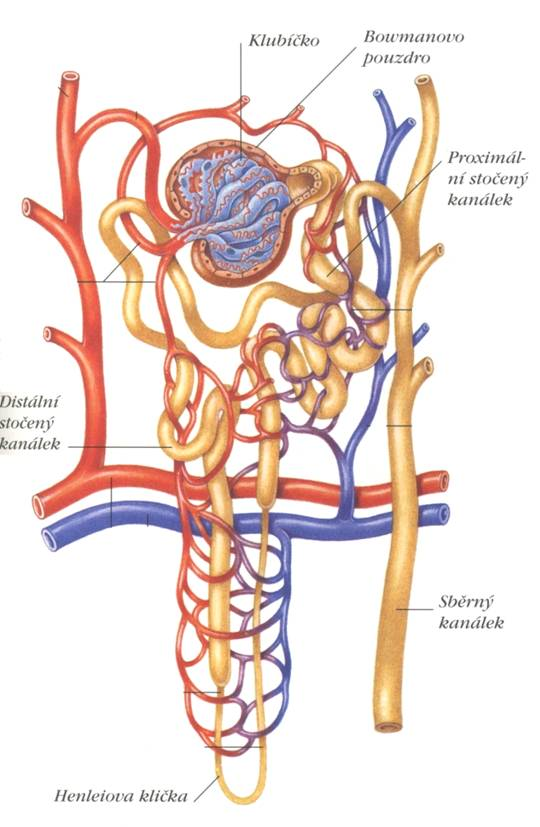 Klubíčko
Bowmanovo
pouzdro
Proximál-
ní stočený
kanálek
Distální
stočený
kanálek
Sběrný
kanálek
Henleiova klička